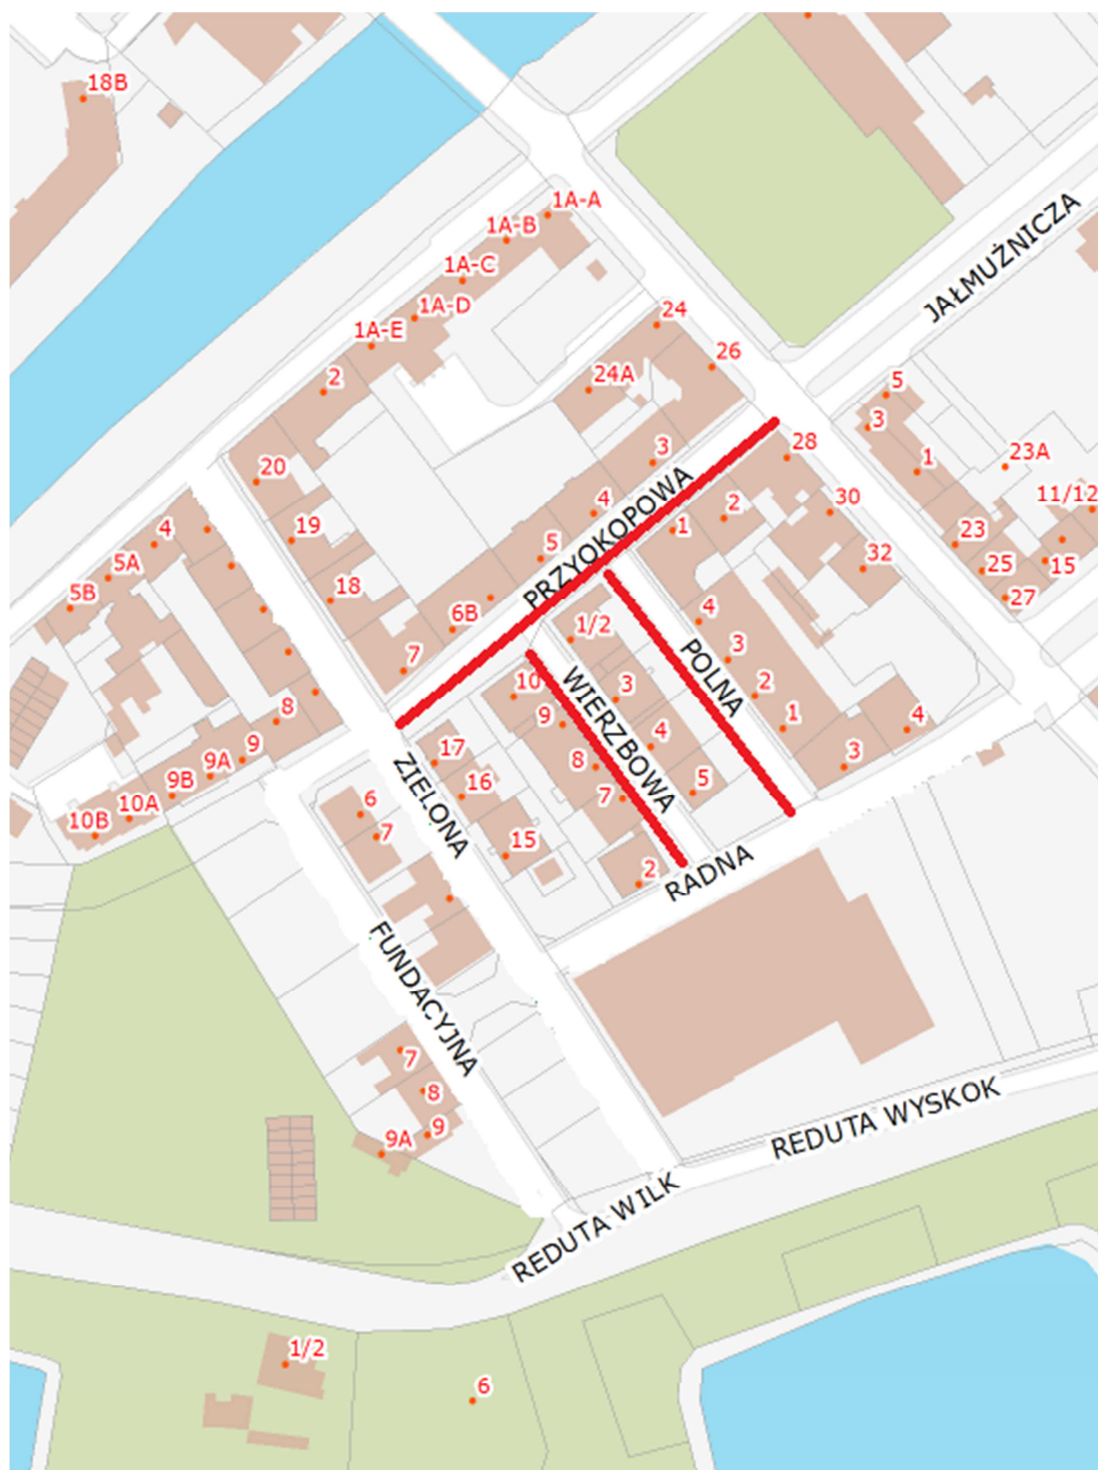 18B
1A-A
1A-B
1A-C
1A-D
1A-E
2
JAŁMUŻNICZA
24
26
24A
5
3
1
23A
11/12
23
25
15
27
28
30
32
20
19
18
4
5A
5B
3
4
5
PRZYOKOPOWA
1
2
6B
7
1/2
4
3
2
1
POLNA
3
4
10
9
8
7
WIERZBOWA
3
4
5
2
RADNA
8
9
9A
9B
10A
10B
ZIELONA
17
16
15
6
7
FUNDACYJNA
7
8
9
9A
REDUTA WYSKOK
REDUTA WILK
1/2
6